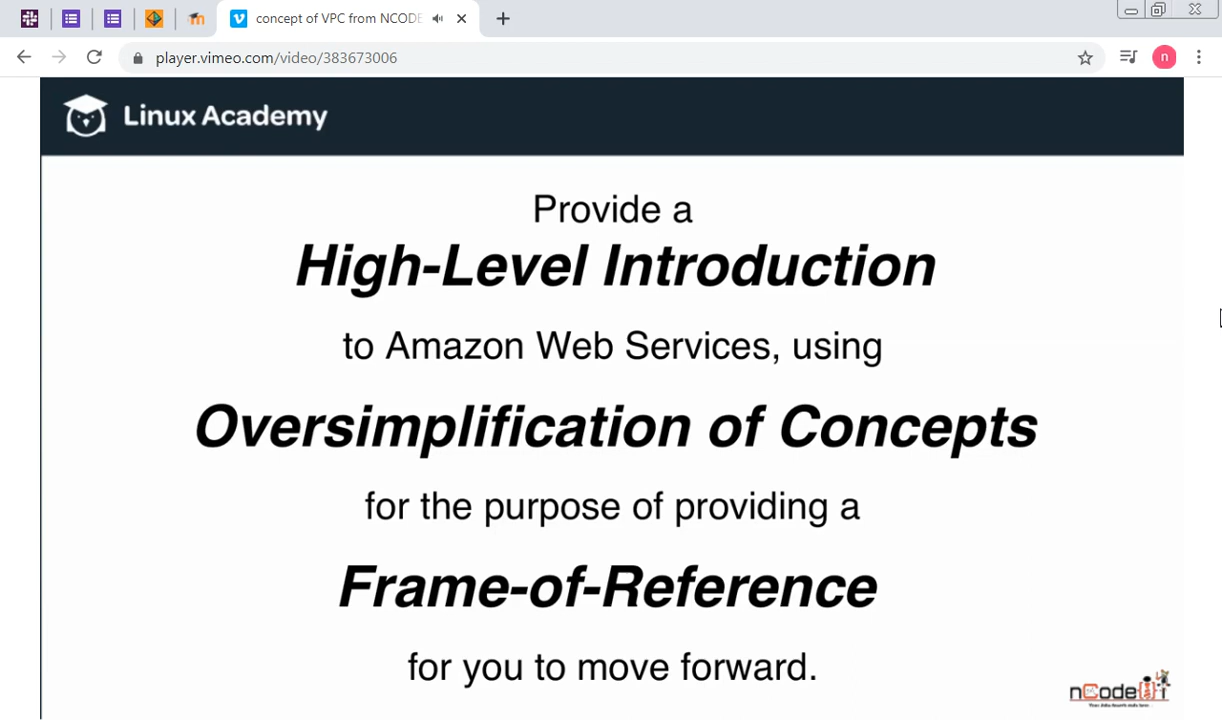 concept of VPC from NCODE
player.vimeo.com/video/383673006
n
Linux Academy
Provide a
High-Level Introduction
to Amazon Web Services, using
Oversimplification of Concepts
for the purpose of providing a
Frame-of-Reference
for you to move forward.
nCode